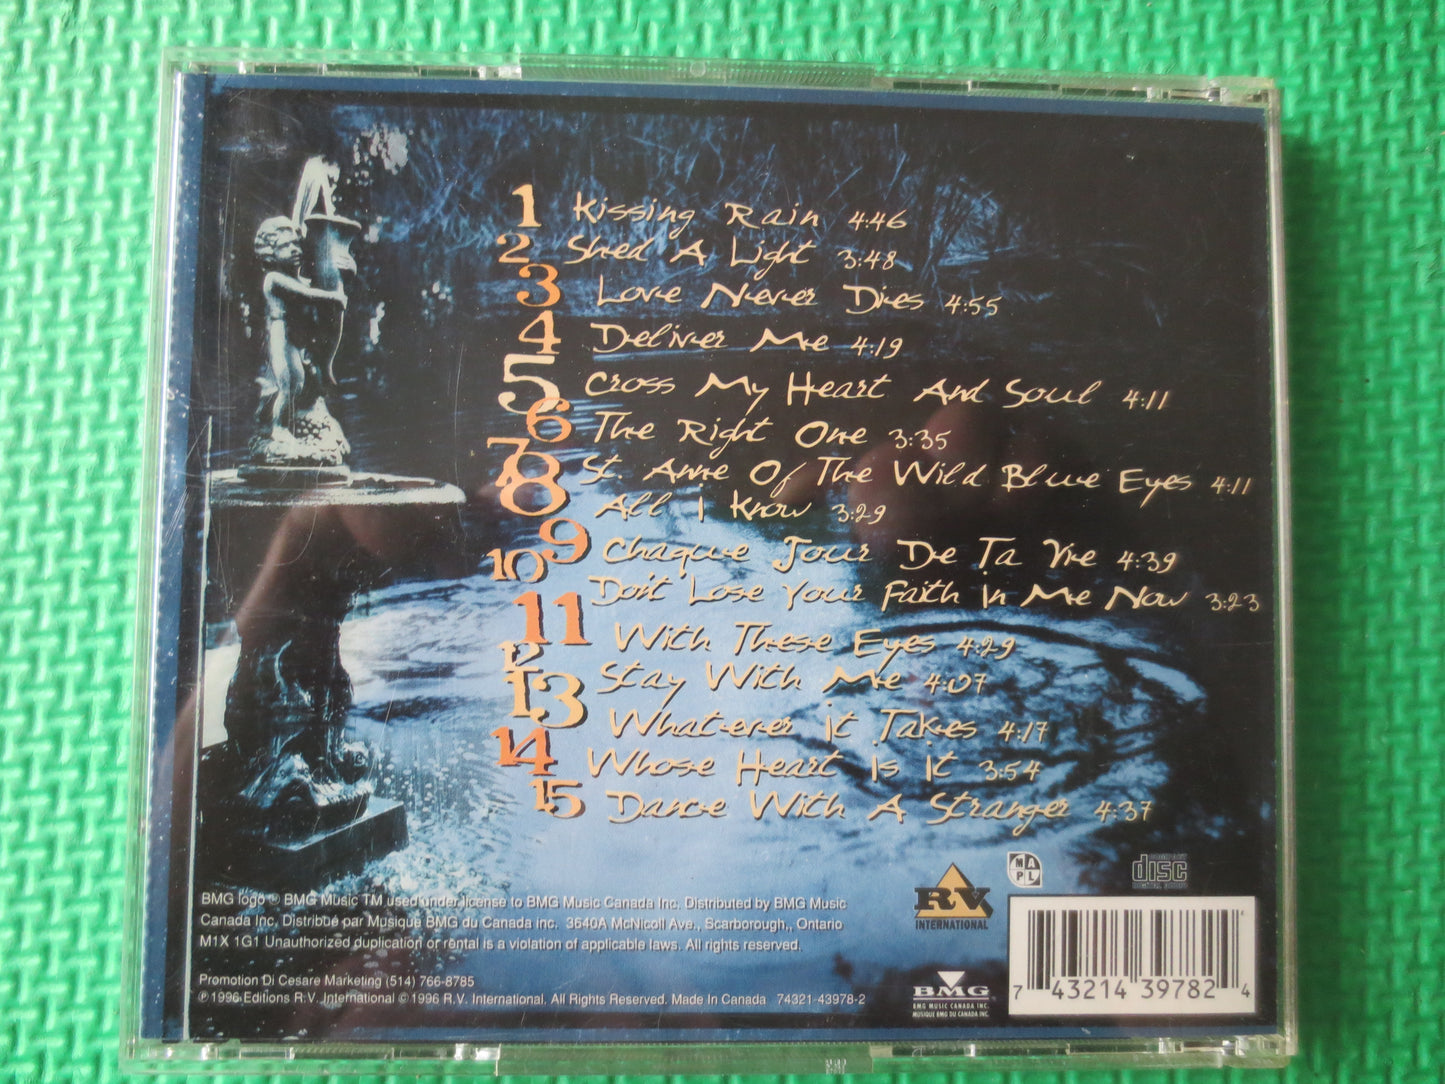 1 Kissing Rain 4:46
2 Shed A Light 3:48
3 Love Never Dies 4:55
4 Deliver Me 4:19
5 Cross My Heart And Soul 4:11
6 The Right One 3:35
7 St. Anne Of The Wild Blue Eyes 4:11
8 All i Know 3:29
9 Chaque Jour De Ta Vie 4:39
10 Don't Lose Your Faith in Me Now 3:23
11 With These Eyes 4:29
12 Stay With Me 4:07
13 Whatever it Takes 4:17
14 Whose Heart is it 3:54
15 Dance With A Stranger 4:37
BMG logo ® BMG Music TM used under license to BMG Music Canada Inc. Distributed by BMG Music
Canada Inc. Distribbé par Musique BMG du Canada inc. 3640A McNicoll Ave., Scarborough,, Ontario
M1X 1G1 Unauthorized duplication or rental is a violation of applicable laws. All rights reserved.
Promotion Di Cesare Marketing (514) 766-8785
℗ 1996 Editions R.V. International © 1996 R.V. International. All Rights Reserved. Made In Canada 74321-43978-2
RV
INTERNATIONAL
M A
P L
COMPACT
disc
DIGITAL AUDIO
BMG
BMG MUSIC CANADA INC.
MUSIQUE BMG DU CANADA INC.
7 43214 39782 4